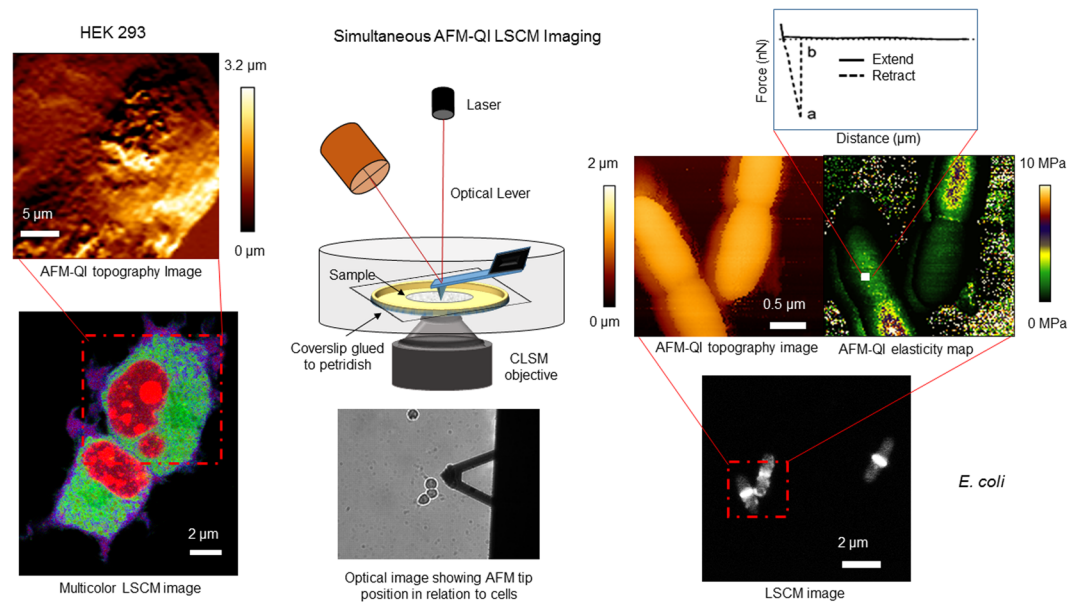 HEK 293
3.2 µm
0 µm
5 µm
AFM-QI topography Image
2 µm
Multicolor LSCM image
Simultaneous AFM-QI LSCM Imaging
Laser
Optical Lever
Sample
Coverslip glued
to petridish
CLSM
objective
Optical image showing AFM tip
position in relation to cells
Force (nN)
b
Extend
Retract
a
Distance (µm)
2 µm
0 µm
0.5 µm
10 MPa
0 MPa
AFM-QI topography image
AFM-QI elasticity map
E. coli
2 µm
LSCM image